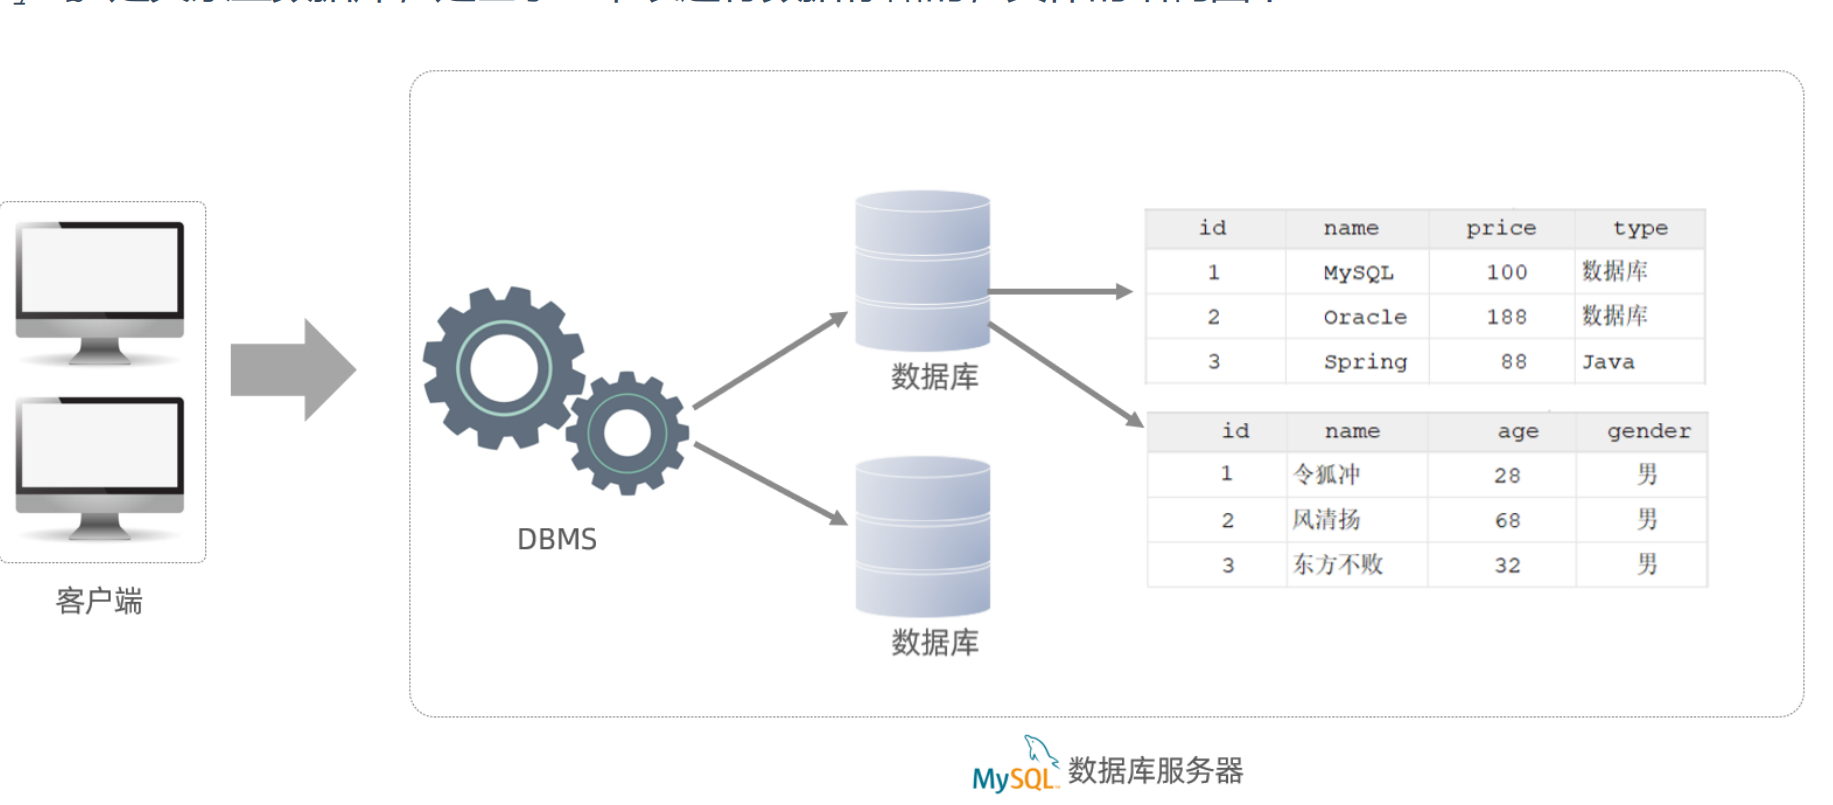 id name price type
1 MySQL 100 数据库
2 Oracle 188 数据库
3 Spring 88 Java
id name age gender
1 令狐冲 28 男
2 风清扬 68 男
3 东方不败 32 男
数据库
DBMS
客户端
数据库
MySQL 数据库服务器